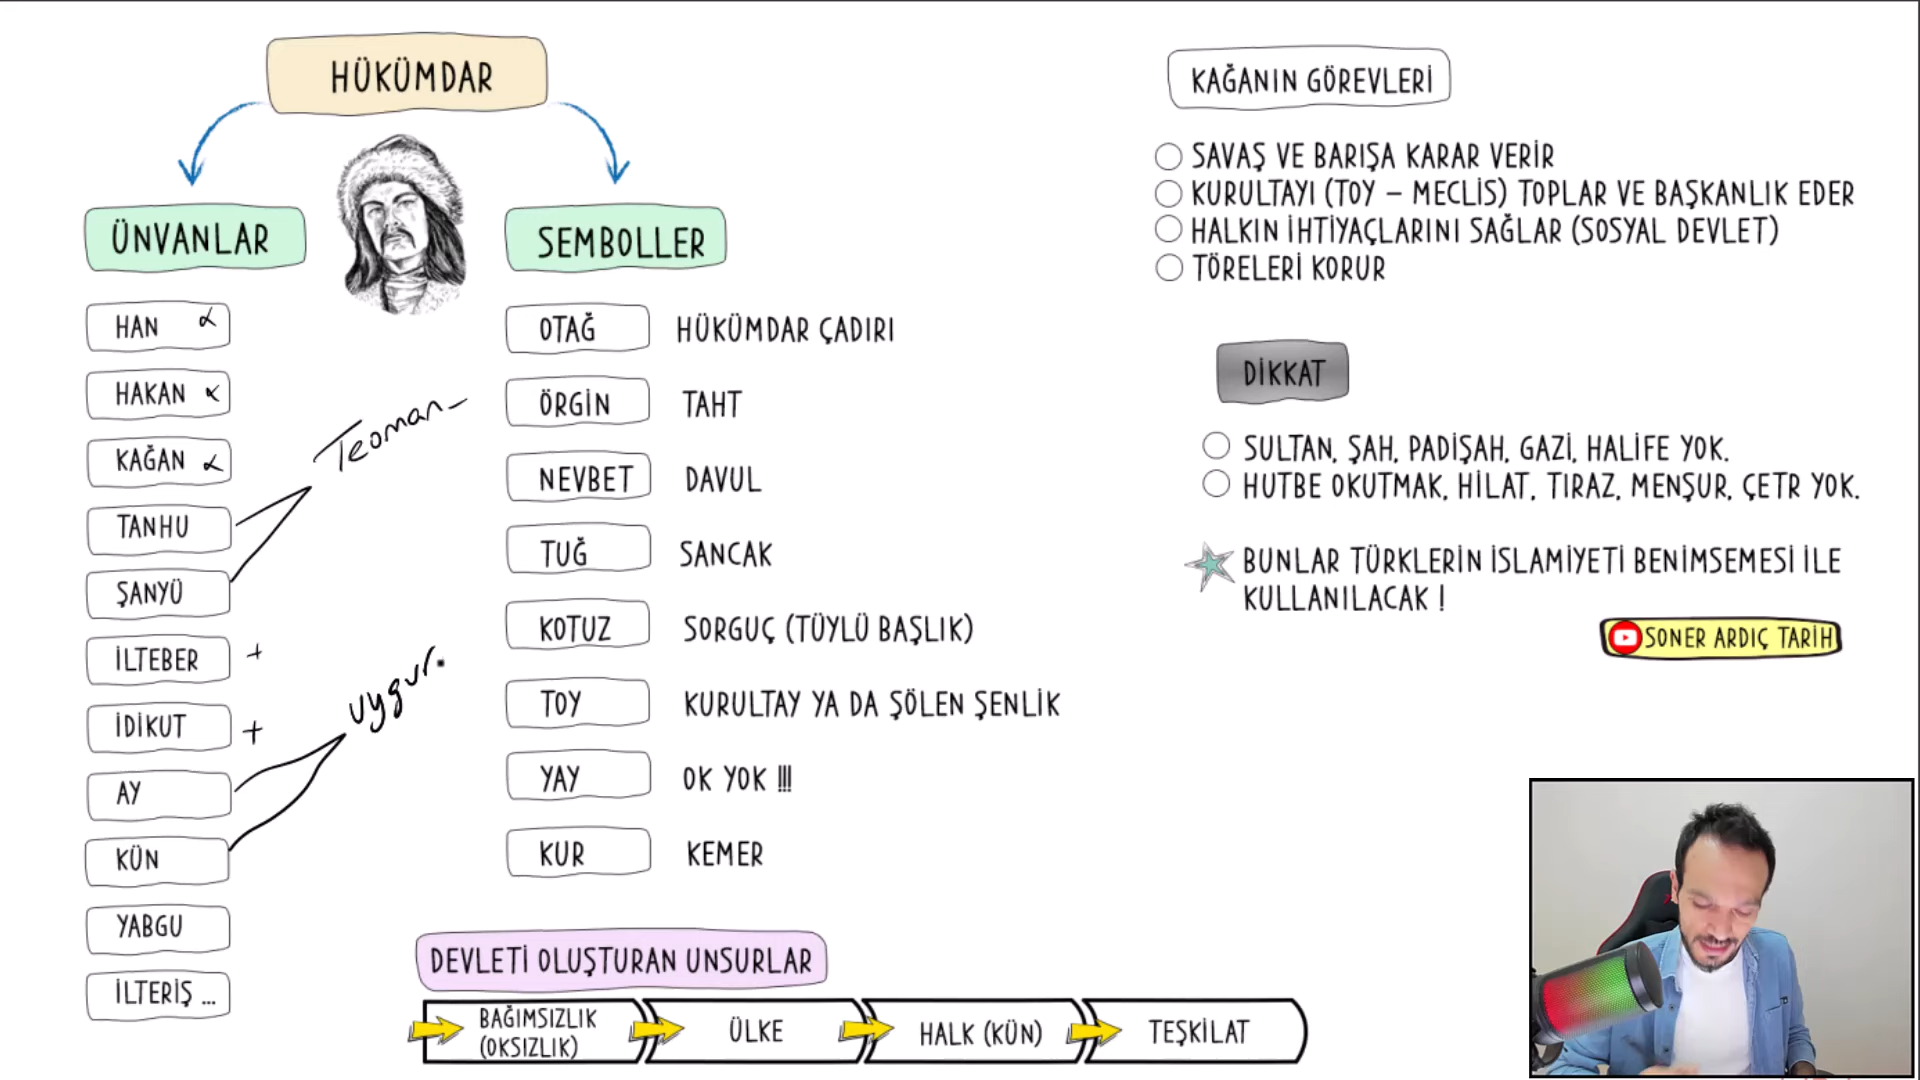 HÜKÜMDAR
ÜNVANLAR
HAN
HAKAN
KAĞAN
TANHU
ŞANYÜ
İLTEBER +
İDİKUT +
AY
KÜN
YABGU
İLTERİŞ ...
Teoman
uygur.
SEMBOLLER
OTAĞ HÜKÜMDAR ÇADIRI
ÖRGİN TAHT
NEVBET DAVUL
TUĞ SANCAK
KOTUZ SORGUÇ (TÜYLÜ BAŞLIK)
TOY KURULTAY YA DA ŞÖLEN ŞENLİK
YAY OK YOK !!!
KUR KEMER
KAĞANIN GÖREVLERİ
SAVAŞ VE BARIŞA KARAR VERİR
KURULTAYI (TOY – MECLİS) TOPLAR VE BAŞKANLIK EDER
HALKIN İHTİYAÇLARINI SAĞLAR (SOSYAL DEVLET)
TÖRELERİ KORUR
DİKKAT
SULTAN, ŞAH, PADİŞAH, GAZİ, HALİFE YOK.
HUTBE OKUTMAK, HİLAT, TIRAZ, MENŞUR, ÇETR YOK.
BUNLAR TÜRKLERİN İSLAMİYETİ BENİMSEMESİ İLE
KULLANILACAK !
SONER ARDIÇ TARİH
DEVLETİ OLUŞTURAN UNSURLAR
BAĞIMSIZLIK
(OKSIZLIK)
ÜLKE
HALK (KÜN)
TEŞKİLAT